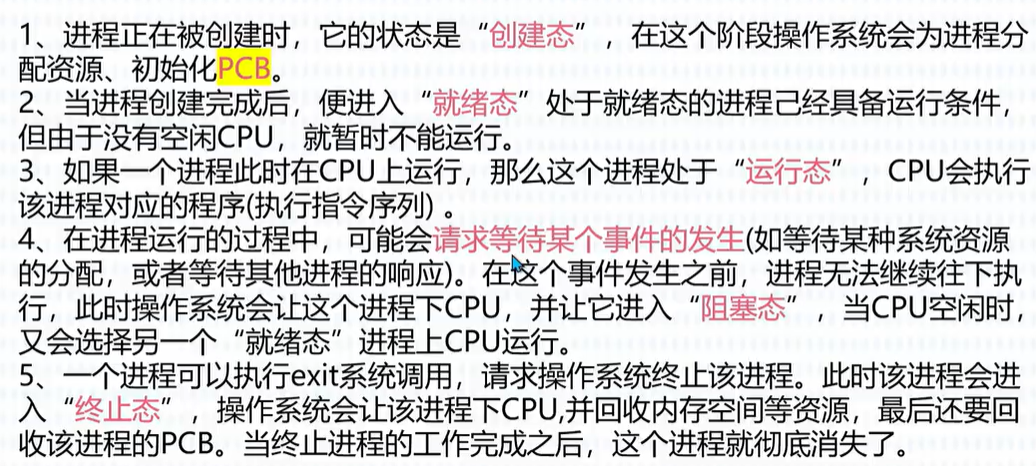 1、进程正在被创建时，它的状态是“创建态”，在这个阶段操作系统会为进程分
配资源、初始化PCB。
2、当进程创建完成后，便进入“就绪态”处于就绪态的进程已经具备运行条件，
但由于没有空闲CPU，就暂时不能运行。
3、如果一个进程此时在CPU上运行，那么这个进程处于“运行态”，CPU会执行
该进程对应的程序(执行指令序列)。
4、在进程运行的过程中，可能会请求等待某个事件的发生(如等待某种系统资源
的分配，或者等待其他进程的响应)。在这个事件发生之前，进程无法继续往下执
行，此时操作系统会让这个进程下CPU，并让它进入“阻塞态”，当CPU空闲时，
又会选择另一个“就绪态”进程上CPU运行。
5、一个进程可以执行exit系统调用，请求操作系统终止该进程。此时该进程会进
入“终止态”，操作系统会让该进程下CPU,并回收内存空间等资源，最后还要回
收该进程的PCB。当终止进程的工作完成之后，这个进程就彻底消失了。